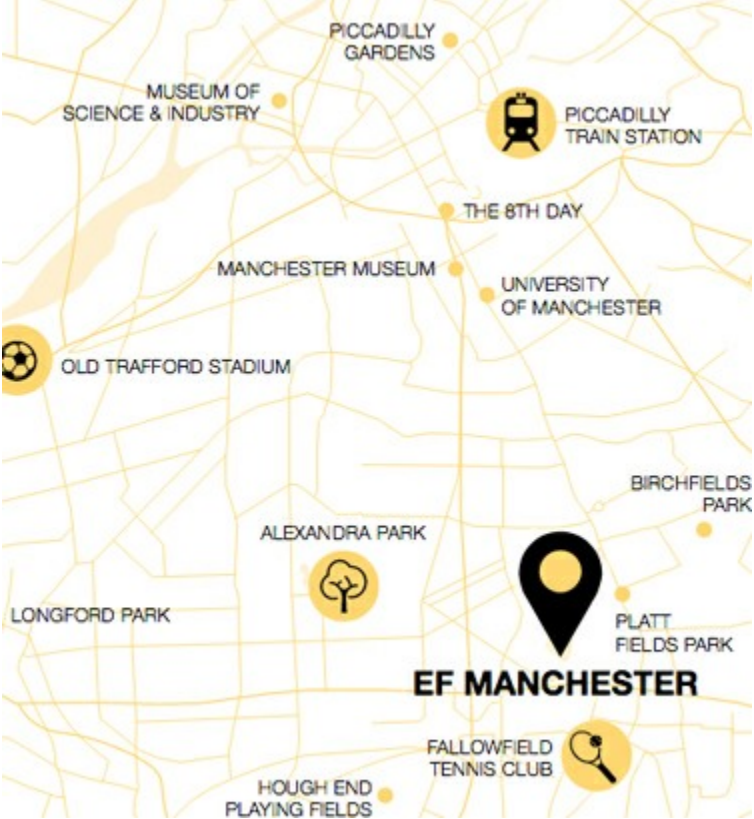 PICCADILLY
GARDENS
MUSEUM OF
SCIENCE & INDUSTRY
PICCADILLY
TRAIN STATION
THE 8TH DAY
MANCHESTER MUSEUM
UNIVERSITY
OF MANCHESTER
OLD TRAFFORD STADIUM
BIRCHFIELDS
PARK
ALEXANDRA PARK
LONGFORD PARK
PLATT
FIELDS PARK
EF MANCHESTER
FALLOWFIELD
TENNIS CLUB
HOUGH END
PLAYING FIELDS